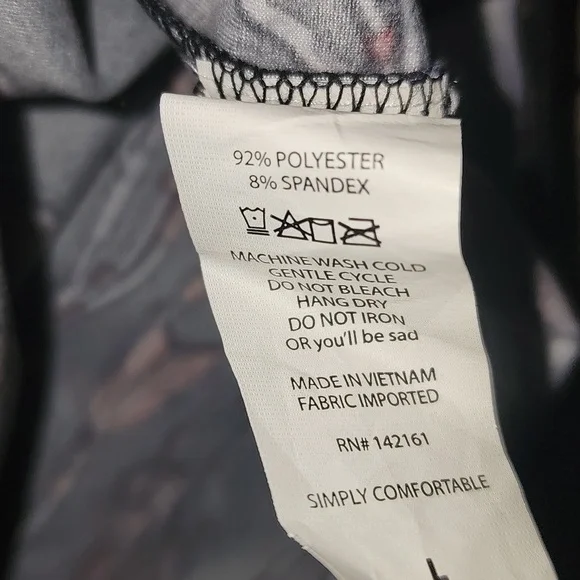 92% POLYESTER
8% SPANDEX
MACHINE WASH COLD
GENTLE CYCLE
DO NOT BLEACH
HANG DRY
DO NOT IRON
OR you'll be sad
MADE IN VIETNAM
FABRIC IMPORTED
RN# 142161
SIMPLY COMFORTABLE